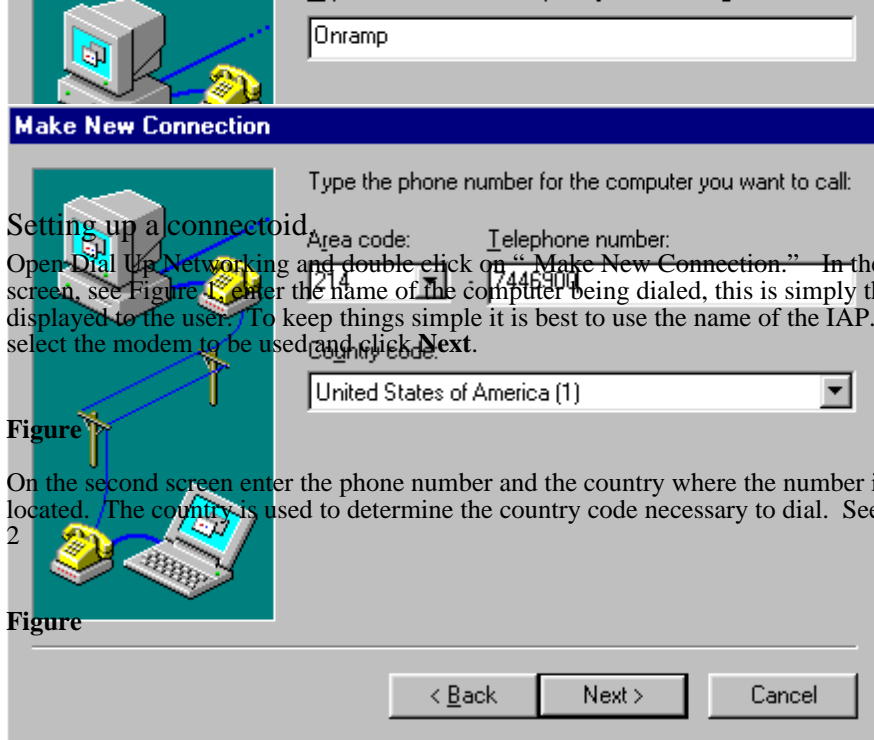 Onramp
Make New Connection
Type the phone number for the computer you want to call:
Setting up a connectoid.
Area code: Telephone number:
Open Dial Up Networking and double click on “ Make New Connection.” In the
214 7446900
screen, see Figure 1, enter the name of the computer being dialed, this is simply
displayed to the user. To keep things simple it is best to use the name of the IAP.
select the modem to be used and click Next.
Country code:
United States of America (1)
Figure
On the second screen enter the phone number and the country where the number
located. The country is used to determine the country code necessary to dial. See
2
Figure
< Back Next > Cancel